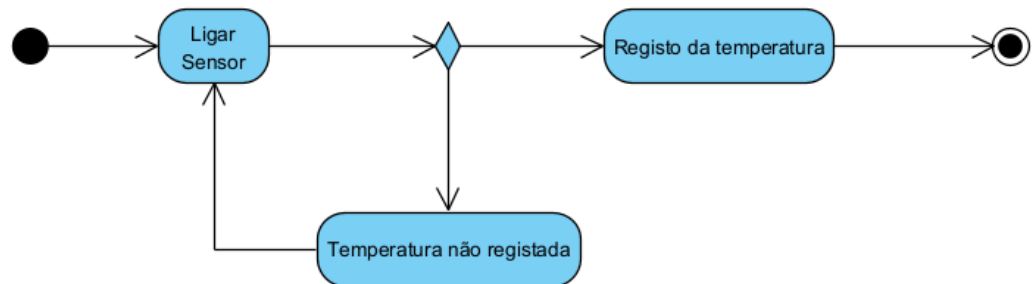 Ligar
Sensor
Registo da temperatura
Temperatura não registada